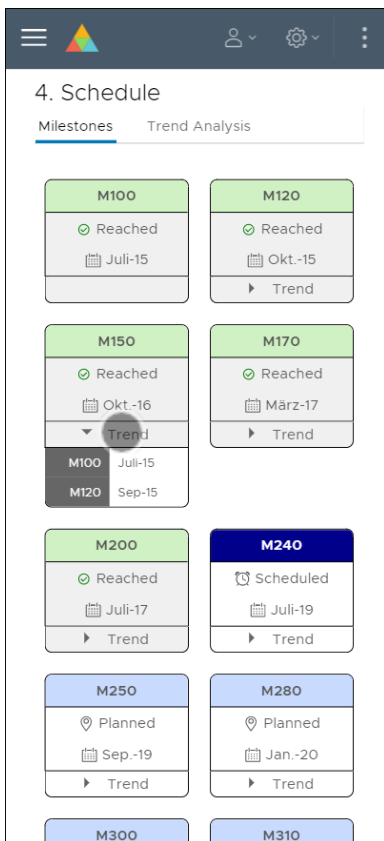 4. Schedule
Milestones Trend Analysis
M100 M120
Reached Reached
Juli-15 Okt.-15
Trend
M150 M170
Reached Reached
Okt.-16 März-17
Trend Trend
M100 Juli-15
M120 Sep-15
M200 M240
Reached Scheduled
Juli-17 Juli-19
Trend Trend
M250 M280
Planned Planned
Sep.-19 Jan.-20
Trend Trend
M300 M310